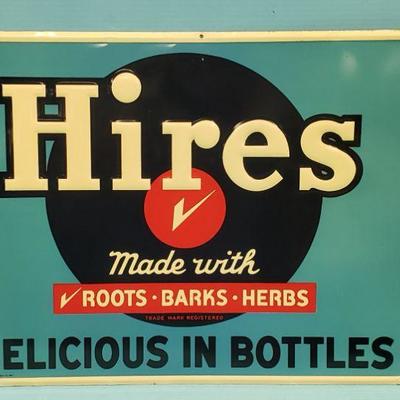 Hires
Made with
ROOTS · BARKS · HERBS
TRADE MARK REGISTERED
ELICIOUS IN BOTTLES